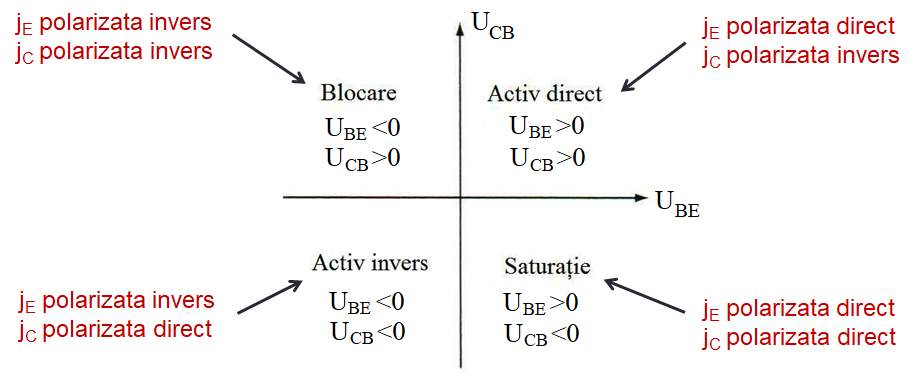 jE polarizata invers
jC polarizata invers
UCB
jE polarizata direct
jC polarizata invers
Blocare
UBE <0
UCB >0
Activ direct
UBE >0
UCB >0
UBE
Activ invers
UBE <0
UCB <0
Saturație
UBE >0
UCB <0
jE polarizata invers
jC polarizata direct
jE polarizata direct
jC polarizata direct